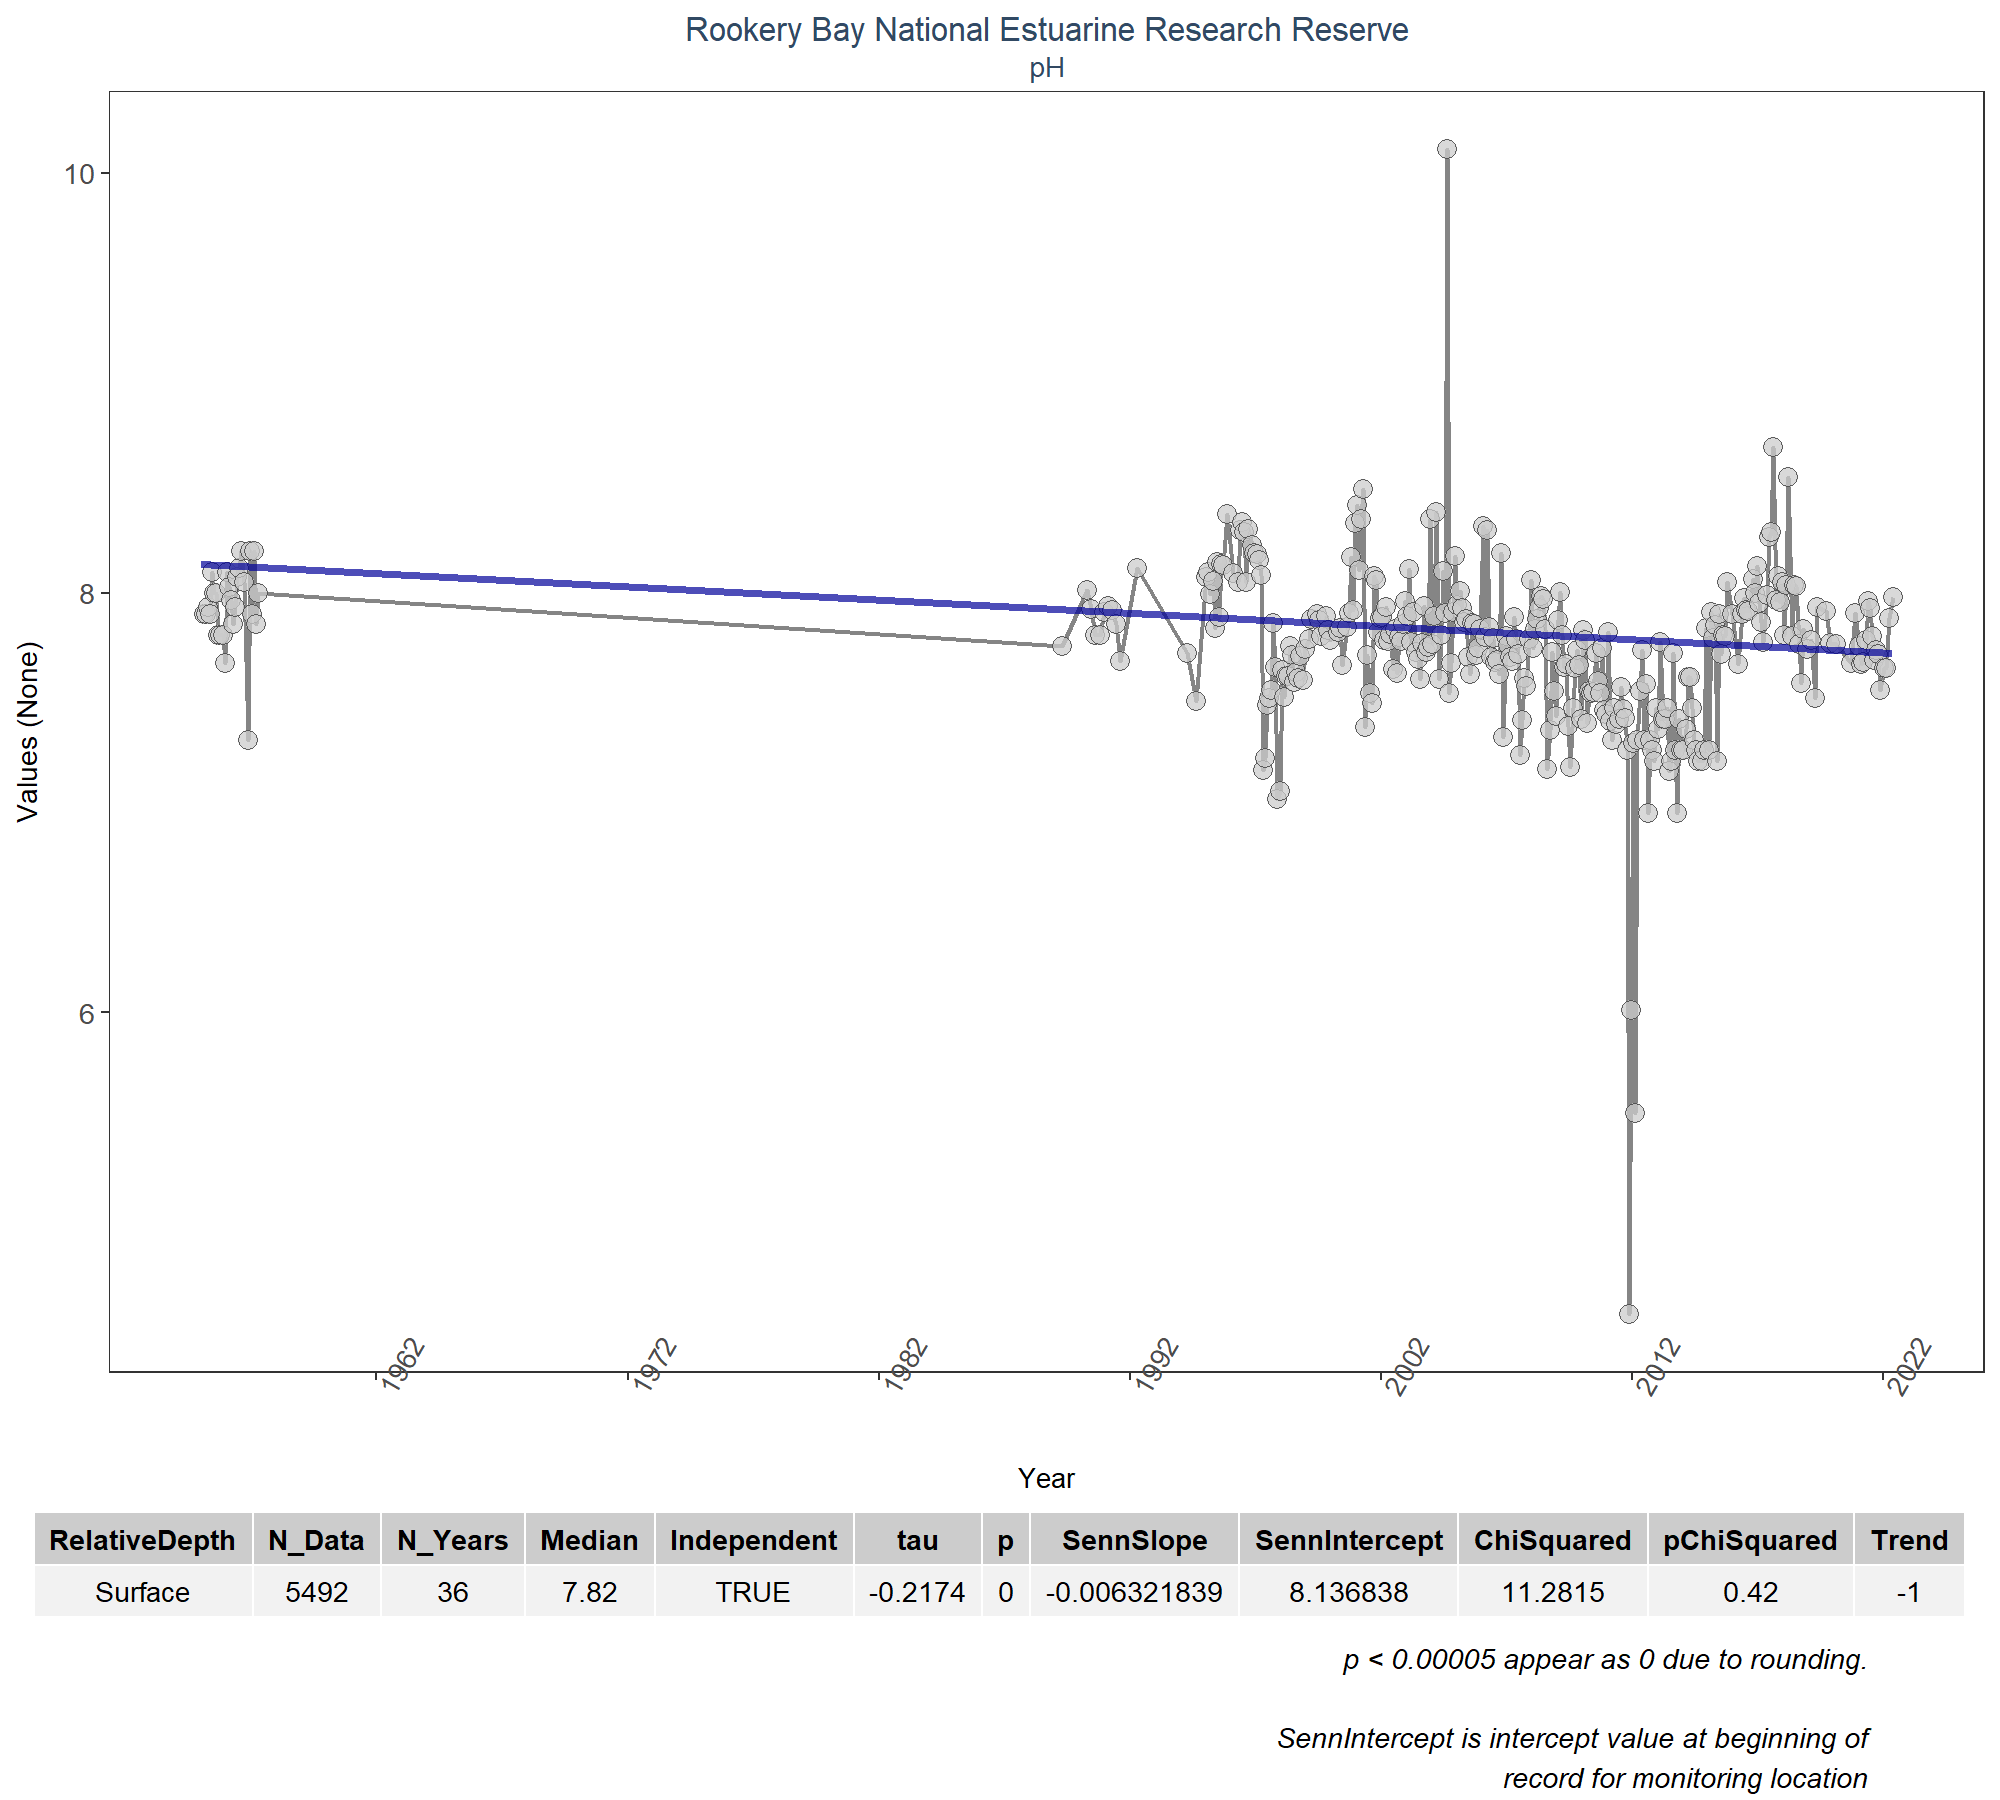 Rookery Bay National Estuarine Research Reserve
pH
10
8
6
Values (None)
1962
1972
1982
1992
2002
2012
2022
Year
RelativeDepth N_Data N_Years Median Independent tau p SennSlope SennIntercept ChiSquared pChiSquared Trend
Surface 5492 36 7.82 TRUE -0.2174 0 -0.006321839 8.136838 11.2815 0.42 -1
p < 0.00005 appear as 0 due to rounding.
SennIntercept is intercept value at beginning of
record for monitoring location